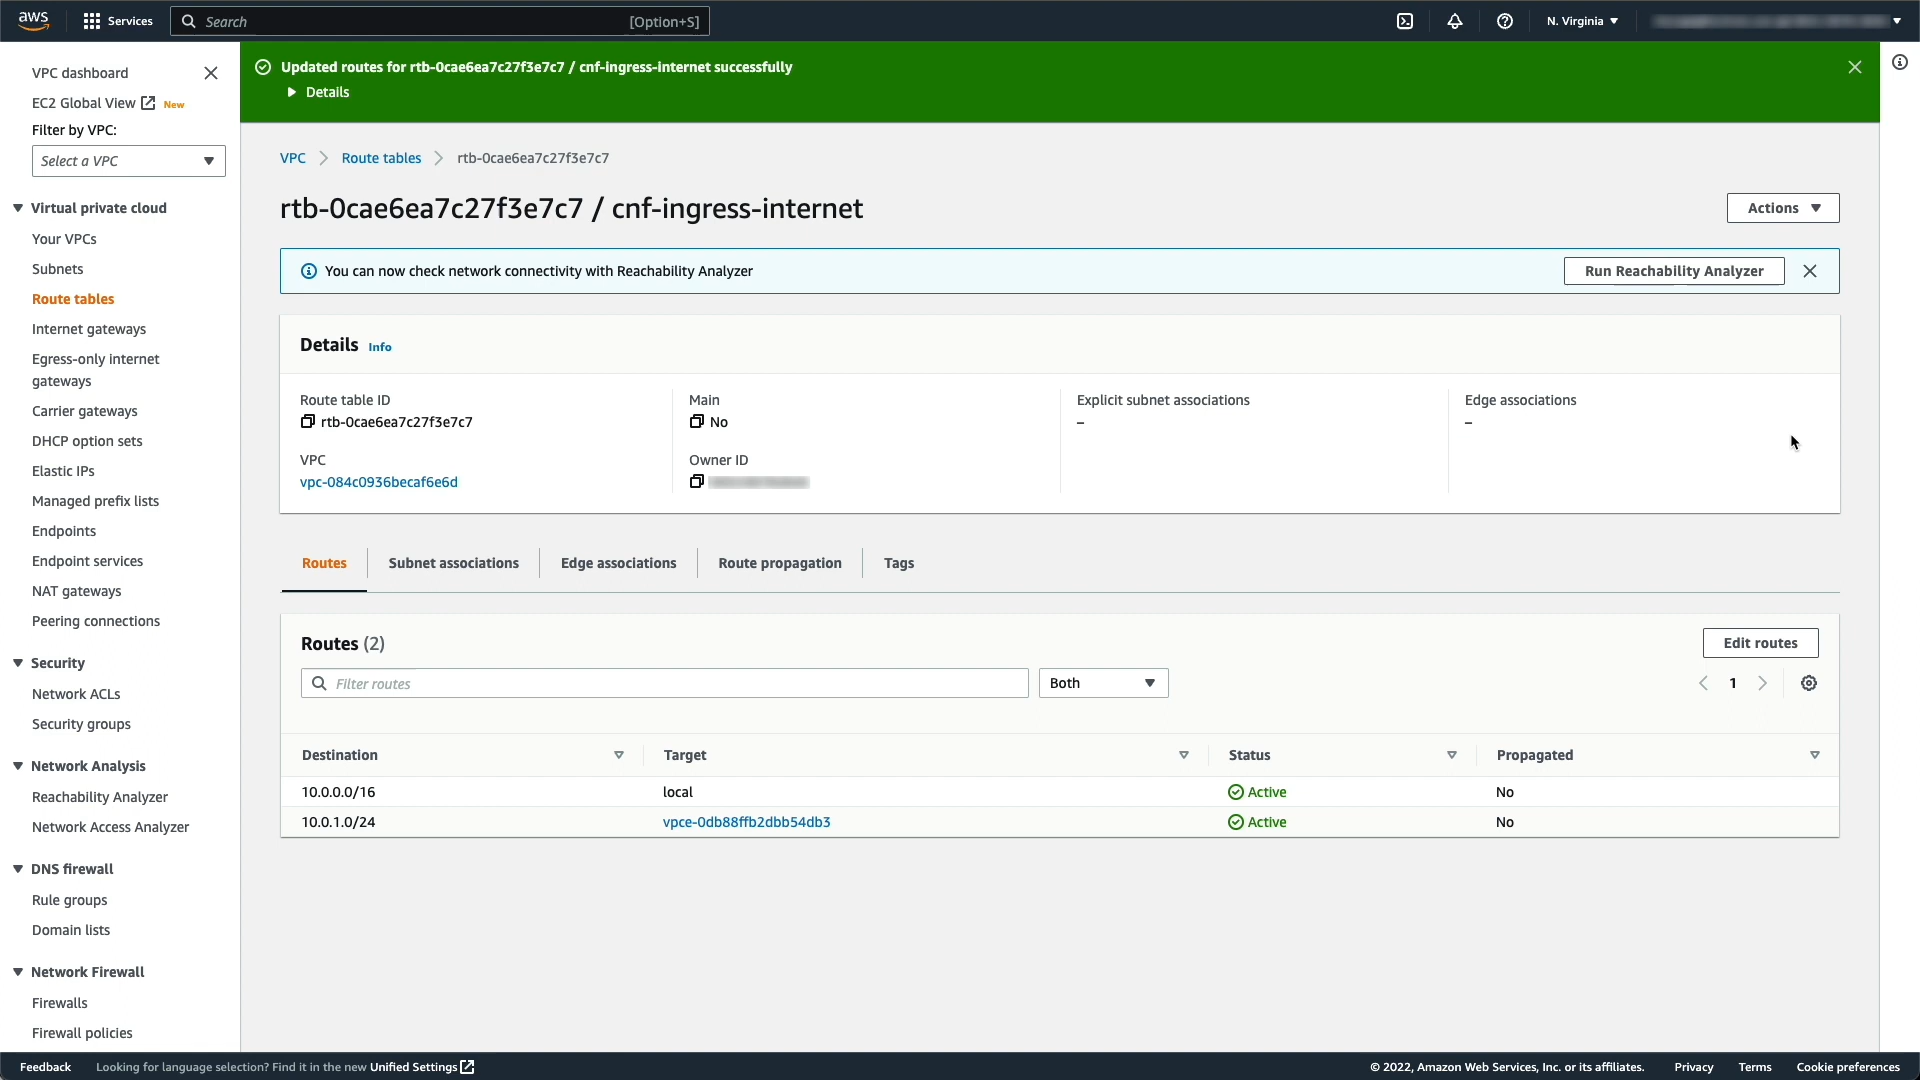 aws
Services
Search
[Option+S]
N. Virginia
VPC dashboard
EC2 Global View New
Filter by VPC:
Select a VPC
Virtual private cloud
Your VPCs
Subnets
Route tables
Internet gateways
Egress-only internet
gateways
Carrier gateways
DHCP option sets
Elastic IPs
Managed prefix lists
Endpoints
Endpoint services
NAT gateways
Peering connections
Security
Network ACLs
Security groups
Network Analysis
Reachability Analyzer
Network Access Analyzer
DNS firewall
Rule groups
Domain lists
Network Firewall
Firewalls
Firewall policies
Updated routes for rtb-0cae6ea7c27f3e7c7 / cnf-ingress-internet successfully
Details
VPC
Route tables
rtb-0cae6ea7c27f3e7c7
rtb-0cae6ea7c27f3e7c7 / cnf-ingress-internet
Actions
You can now check network connectivity with Reachability Analyzer
Run Reachability Analyzer
Details Info
Route table ID
rtb-0cae6ea7c27f3e7c7
Main
No
Explicit subnet associations
–
Edge associations
–
VPC
vpc-084c0936becaf6e6d
Owner ID
Routes
Subnet associations
Edge associations
Route propagation
Tags
Routes (2)
Edit routes
Filter routes
Both
1
Destination
Target
Status
Propagated
10.0.0.0/16
local
Active
No
10.0.1.0/24
vpce-0db88ffb2dbb54db3
Active
No
Feedback
Looking for language selection? Find it in the new Unified Settings
© 2022, Amazon Web Services, Inc. or its affiliates.
Privacy
Terms
Cookie preferences